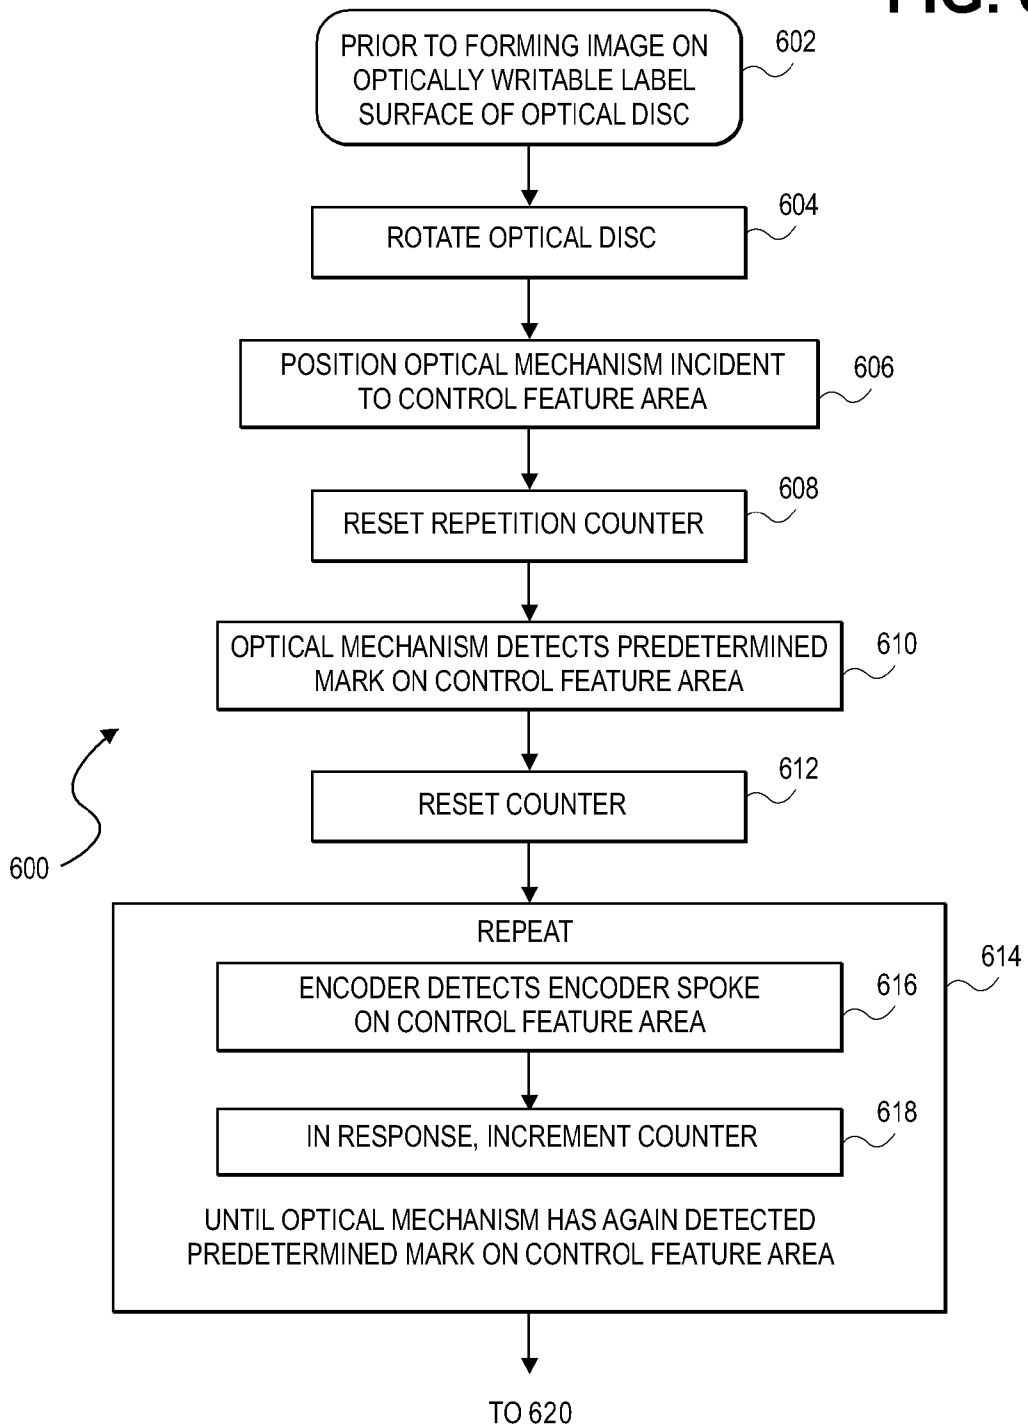 FIG.
PRIOR TO FORMING IMAGE ON
OPTICALLY WRITABLE LABEL
SURFACE OF OPTICAL DISC
602
ROTATE OPTICAL DISC
604
POSITION OPTICAL MECHANISM INCIDENT
TO CONTROL FEATURE AREA
606
RESET REPETITION COUNTER
608
OPTICAL MECHANISM DETECTS PREDETERMINED
MARK ON CONTROL FEATURE AREA
610
RESET COUNTER
612
600
REPEAT
614
ENCODER DETECTS ENCODER SPOKE
ON CONTROL FEATURE AREA
616
IN RESPONSE, INCREMENT COUNTER
618
UNTIL OPTICAL MECHANISM HAS AGAIN DETECTED
PREDETERMINED MARK ON CONTROL FEATURE AREA
TO 620